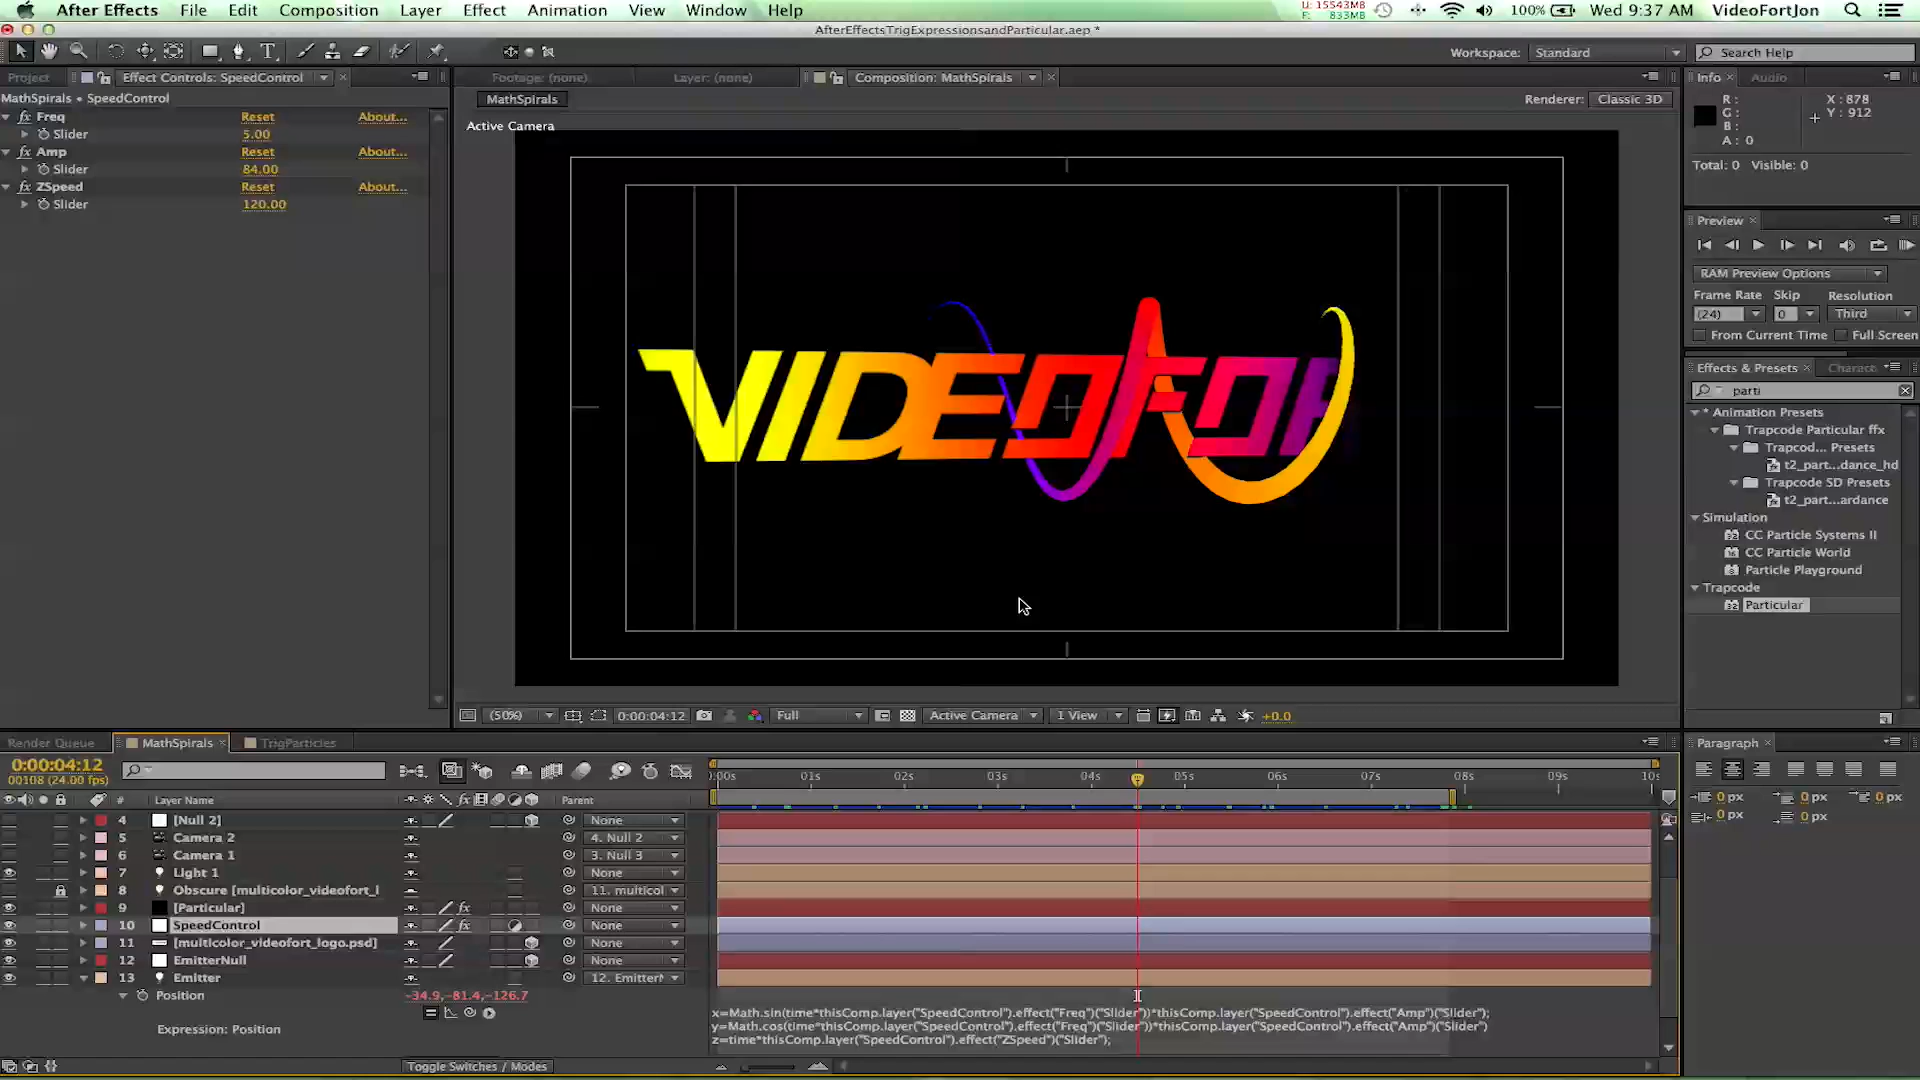 After Effects File Edit Composition Layer Effect Animation View Window Help U: 15543MB F: 833MB 100% Wed 9:37 AM VideoFortJon
AfterEffectsTrigExpressionsandParticular.aep *
Workspace: Standard Search Help
Project Effect Controls: SpeedControl Footage: (none) Layer: (none) Composition: MathSpirals Info Audio
MathSpirals • SpeedControl MathSpirals Renderer: Classic 3D
R: X: 878
G: Y: 912
B:
A: 0
Total: 0 Visible: 0
fx Freq Reset About...
Slider 5.00
fx Amp Reset About...
Slider 84.00
fx ZSpeed Reset About...
Slider 120.00
Active Camera
VIDEOFOR
Preview
RAM Preview Options
Frame Rate Skip Resolution
(24) 0 Third
From Current Time Full Screen
Effects & Presets Charact
parti
* Animation Presets
Trapcode Particular ffx
Trapcod... Presets
t2_part...dance_hd
Trapcode SD Presets
t2_part...ardance
Simulation
CC Particle Systems II
CC Particle World
Particle Playground
Trapcode
Particular
(50%) 0:00:04:12 Full Active Camera 1 View +0.0
Render Queue MathSpirals TrigParticles
0:00:04:12
00108 (24.00 fps)
):00s 01s 02s 03s 04s 05s 06s 07s 08s 09s 10s
# Layer Name fx Parent
4 [Null 2] None
5 Camera 2 4. Null 2
6 Camera 1 3. Null 3
7 Light 1 None
8 Obscure [multicolor_videofort_l 11. multicol
9 [Particular] fx None
10 SpeedControl fx None
11 [multicolor_videofort_logo.psd] None
12 EmitterNull None
13 Emitter 12. EmitterN
Position -34.9,-81.4,-126.7
Expression: Position
x=Math.sin(time*thisComp.layer("SpeedControl").effect("Freq")("Slider"))*thisComp.layer("SpeedControl").effect("Amp")("Slider");
y=Math.cos(time*thisComp.layer("SpeedControl").effect("Freq")("Slider"))*thisComp.layer("SpeedControl").effect("Amp")("Slider")
z=time*thisComp.layer("SpeedControl").effect("ZSpeed")("Slider");
Toggle Switches / Modes
Paragraph
0 px 0 px 0 px
0 px 0 px